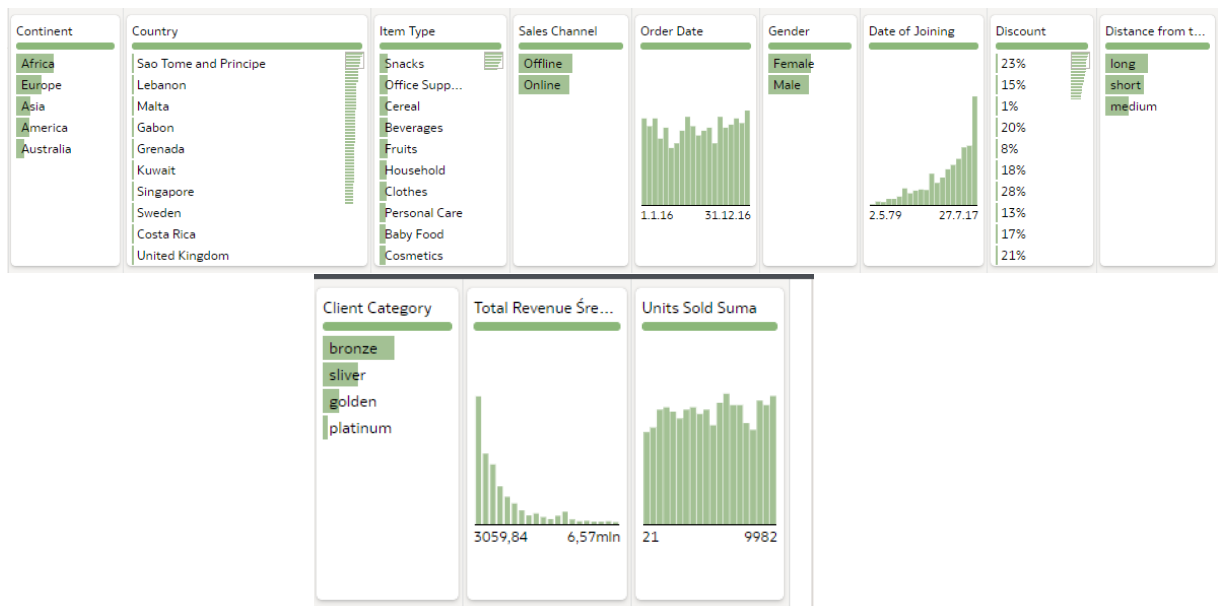 Continent
Africa
Europe
Asia
America
Australia
Country
Sao Tome and Principe
Lebanon
Malta
Gabon
Grenada
Kuwait
Singapore
Sweden
Costa Rica
United Kingdom
Item Type
Snacks
Office Supp...
Cereal
Beverages
Fruits
Household
Clothes
Personal Care
Baby Food
Cosmetics
Sales Channel
Offline
Online
Order Date
1.1.16 31.12.16
Gender
Female
Male
Date of Joining
2.5.79 27.7.17
Discount
23%
15%
1%
20%
8%
18%
28%
13%
17%
21%
Distance from t...
long
short
medium
Client Category
bronze
sliver
golden
platinum
Total Revenue Śre...
3059,84 6,57mln
Units Sold Suma
21 9982